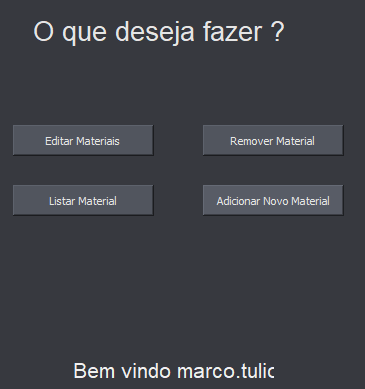 O que deseja fazer ?
Editar Materiais
Remover Material
Listar Material
Adicionar Novo Material
Bem vindo marco.tulic